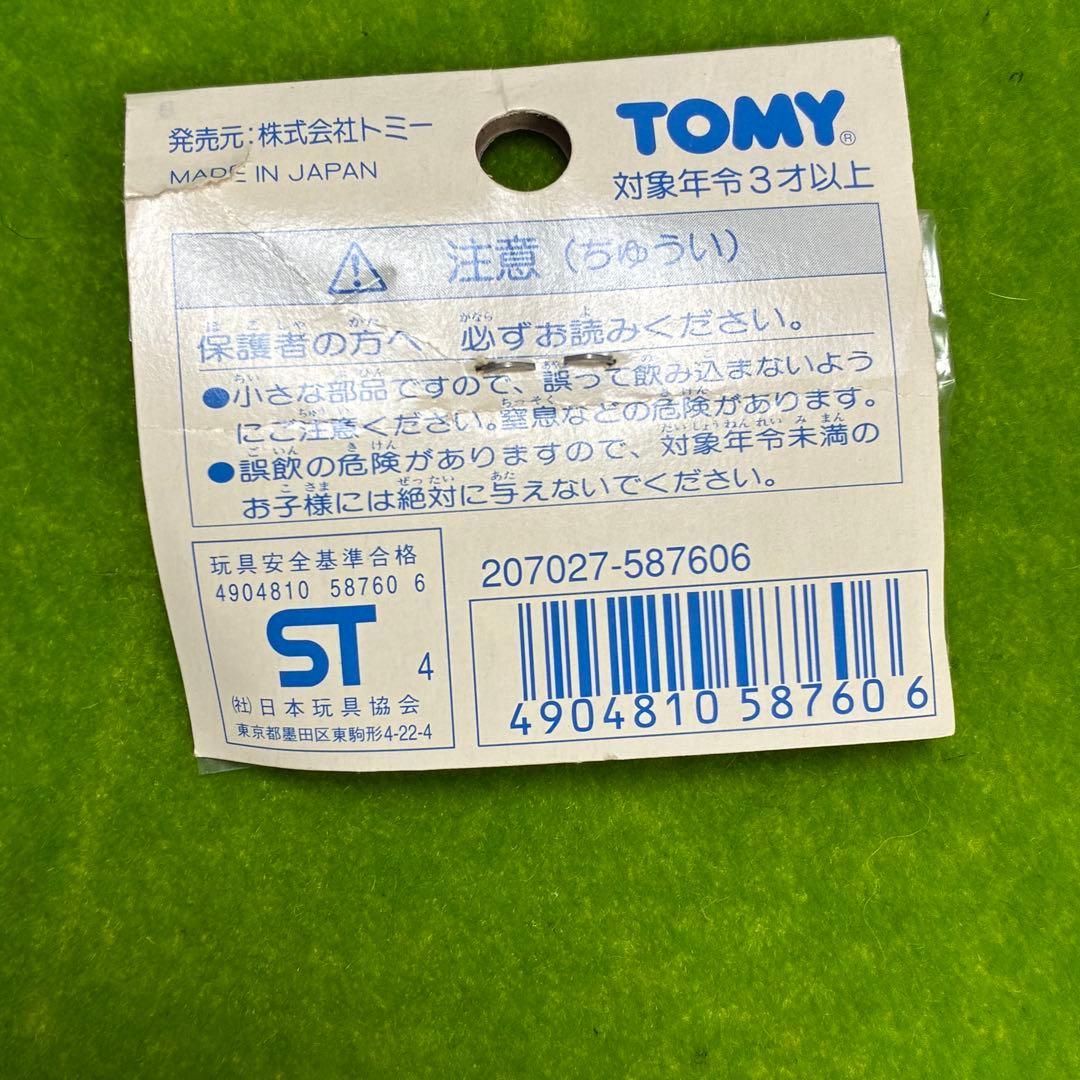 発売元:株式会社トミー
MADE IN JAPAN
TOMY®
対象年令3才以上
注意(ちゅうい)
保護者の方へ 必ずお読みください。
●小さな部品ですので、誤って飲み込まないよう
にご注意ください。窒息などの危険があります。
●誤飲の危険がありますので、対象年令未満の
お子様には絶対に与えないでください。
玩具安全基準合格
4904810 58760 6
ST 4
(社)日本玩具協会
東京都墨田区東駒形4-22-4
207027-587606
4904810 587606